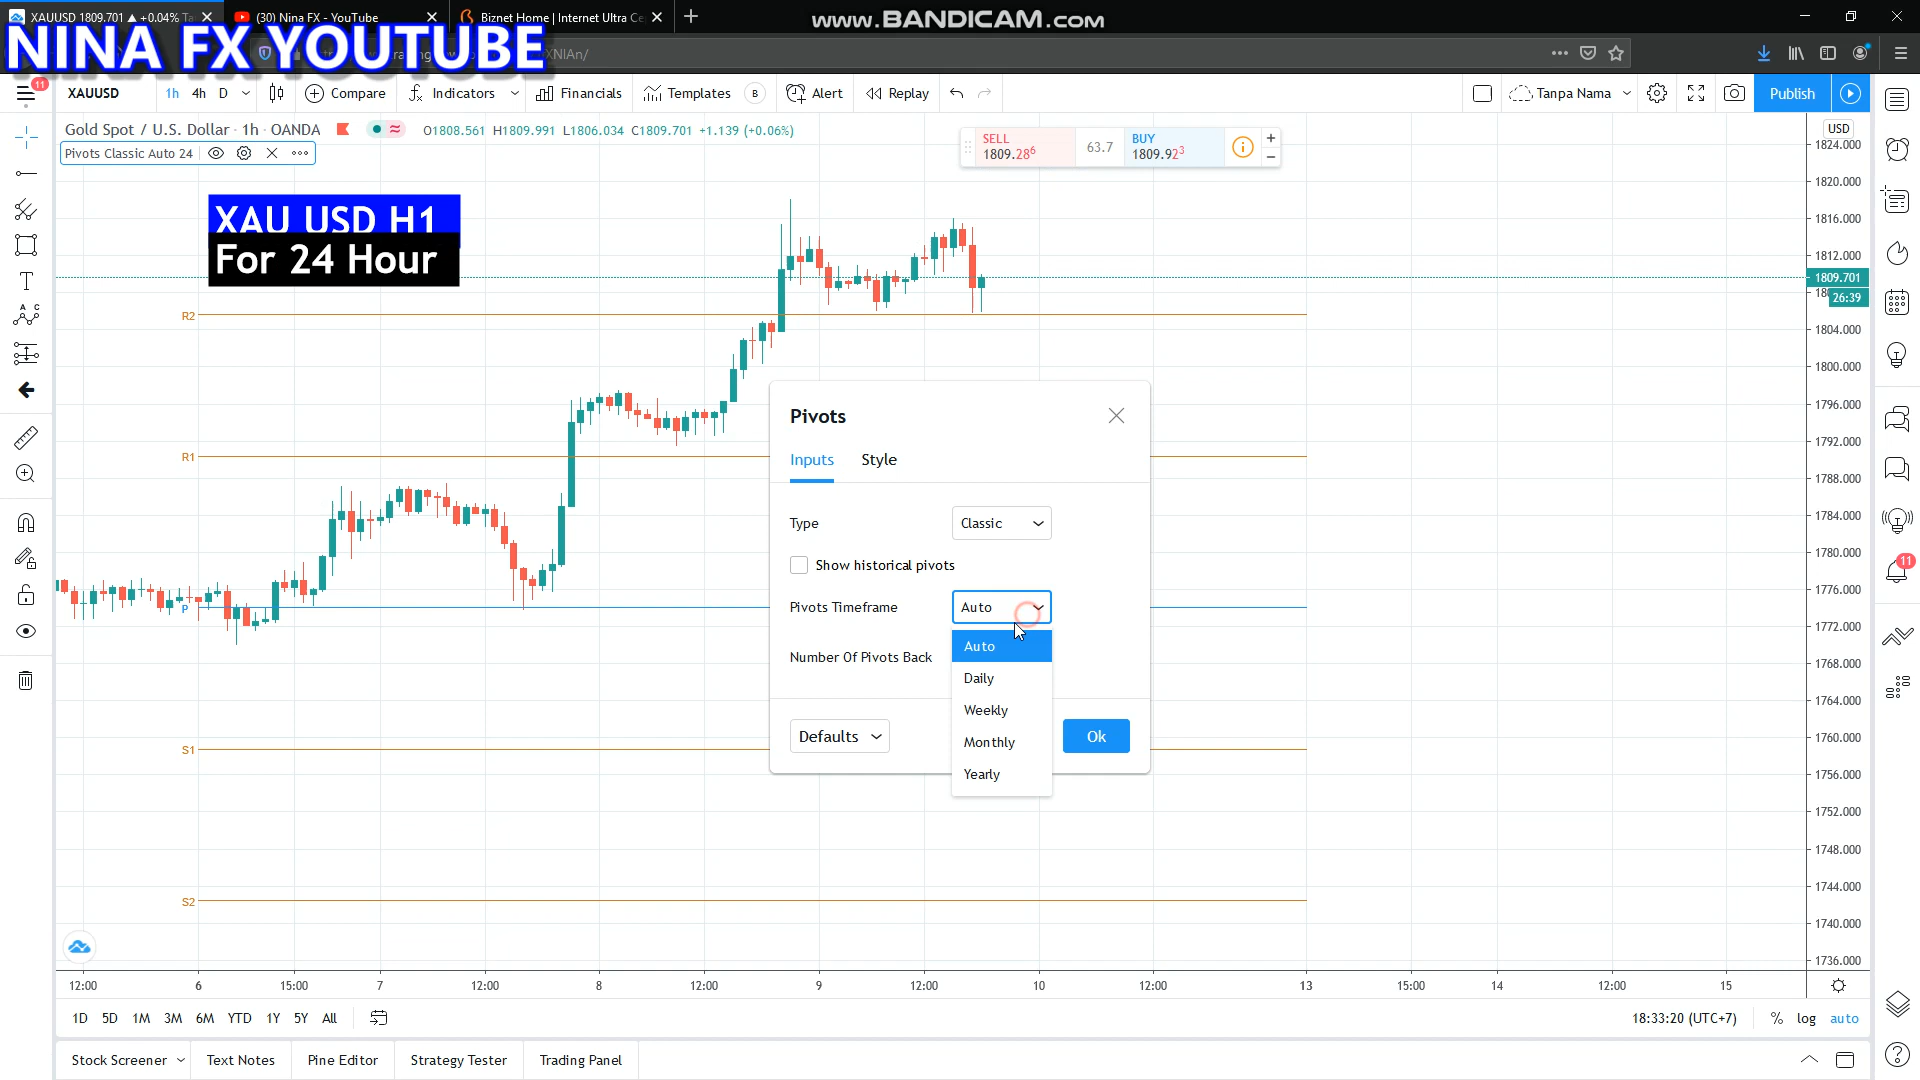 XAUUSD 1809.701 ▲ +0.04%
(30) Nina FX - YouTube
Biznet Home | Internet Ultra Ce
www.BANDICAM.com
NINA FX YOUTUBE
XNIAn/
11
XAUUSD
1h
4h
D
Compare
Indicators
Financials
Templates
B
Alert
Replay
Tanpa Nama
Publish
Gold Spot / U.S. Dollar · 1h · OANDA
O1808.561 H1809.991 L1806.034 C1809.701 +1.139 (+0.06%)
Pivots Classic Auto 24
SELL
1809.286
63.7
BUY
1809.923
USD
XAU USD H1
For 24 Hour
R2
R1
P
S1
S2
1824.000
1820.000
1816.000
1812.000
1809.701
26:39
1804.000
1800.000
1796.000
1792.000
1788.000
1784.000
1780.000
1776.000
1772.000
1768.000
1764.000
1760.000
1756.000
1752.000
1748.000
1744.000
1740.000
1736.000
Pivots
Inputs
Style
Type
Classic
Show historical pivots
Pivots Timeframe
Auto
Auto
Daily
Weekly
Monthly
Yearly
Number Of Pivots Back
Defaults
Ok
11
12:00
6
15:00
7
12:00
8
12:00
9
12:00
10
12:00
13
15:00
14
12:00
15
1D
5D
1M
3M
6M
YTD
1Y
5Y
All
18:33:20 (UTC+7)
%
log
auto
Stock Screener
Text Notes
Pine Editor
Strategy Tester
Trading Panel